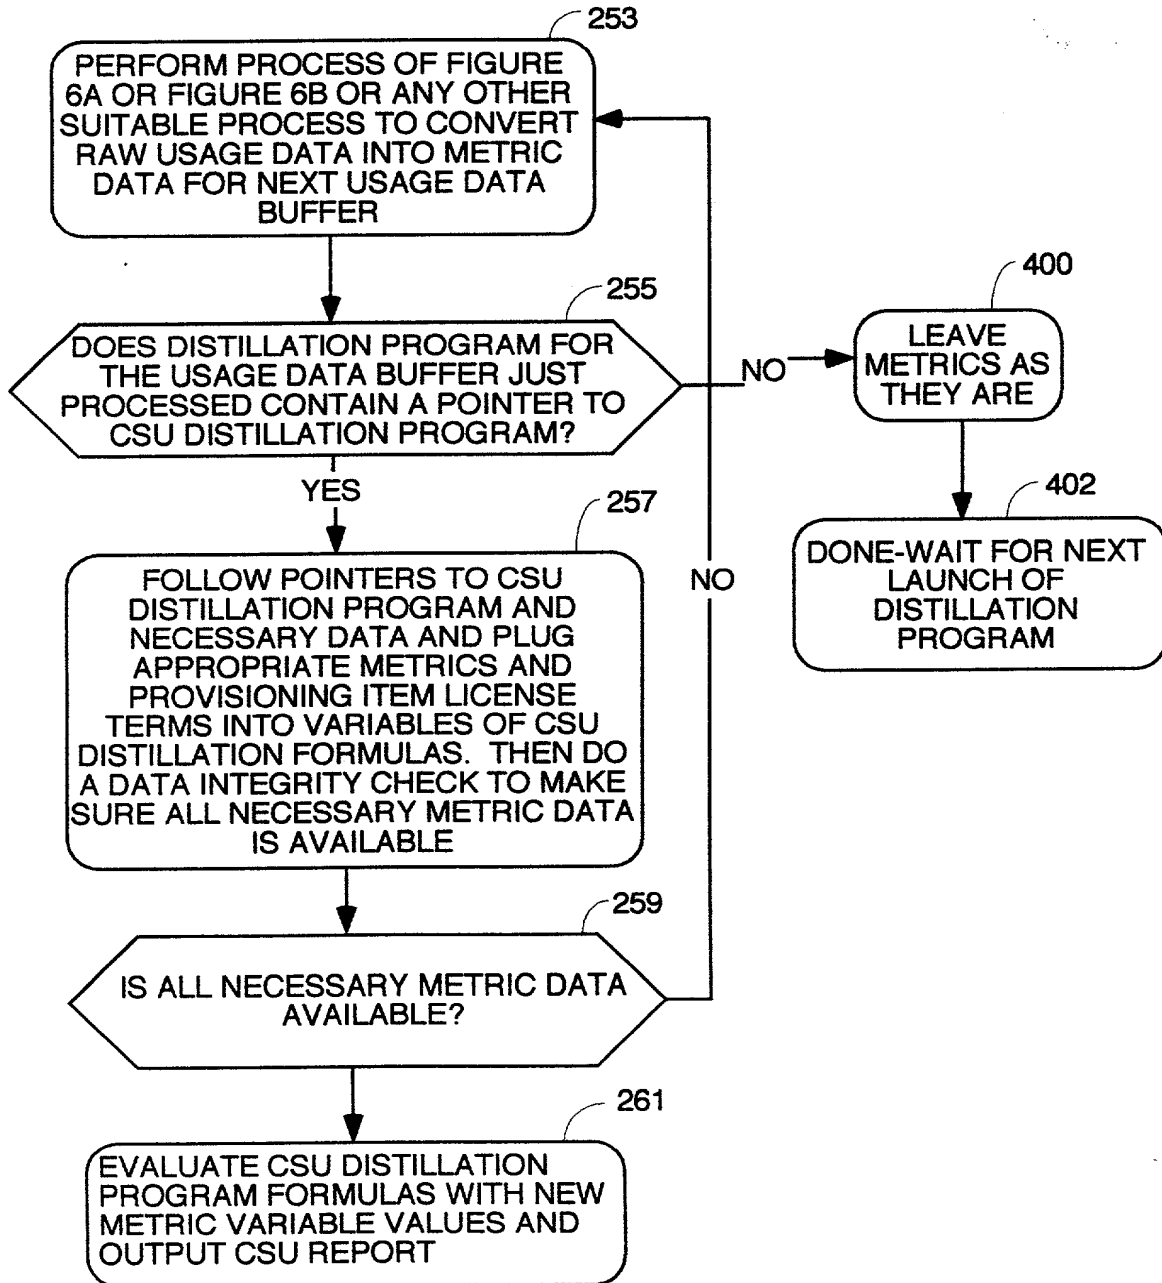 253
PERFORM PROCESS OF FIGURE
6A OR FIGURE 6B OR ANY OTHER
SUITABLE PROCESS TO CONVERT
RAW USAGE DATA INTO METRIC
DATA FOR NEXT USAGE DATA
BUFFER
255
DOES DISTILLATION PROGRAM FOR
THE USAGE DATA BUFFER JUST
PROCESSED CONTAIN A POINTER TO
CSU DISTILLATION PROGRAM?
NO
400
LEAVE
METRICS AS
THEY ARE
402
DONE-WAIT FOR NEXT
LAUNCH OF
DISTILLATION
PROGRAM
YES
257
FOLLOW POINTERS TO CSU
DISTILLATION PROGRAM AND
NECESSARY DATA AND PLUG
APPROPRIATE METRICS AND
PROVISIONING ITEM LICENSE
TERMS INTO VARIABLES OF CSU
DISTILLATION FORMULAS. THEN DO
A DATA INTEGRITY CHECK TO MAKE
SURE ALL NECESSARY METRIC DATA
IS AVAILABLE
NO
259
IS ALL NECESSARY METRIC DATA
AVAILABLE?
261
EVALUATE CSU DISTILLATION
PROGRAM FORMULAS WITH NEW
METRIC VARIABLE VALUES AND
OUTPUT CSU REPORT